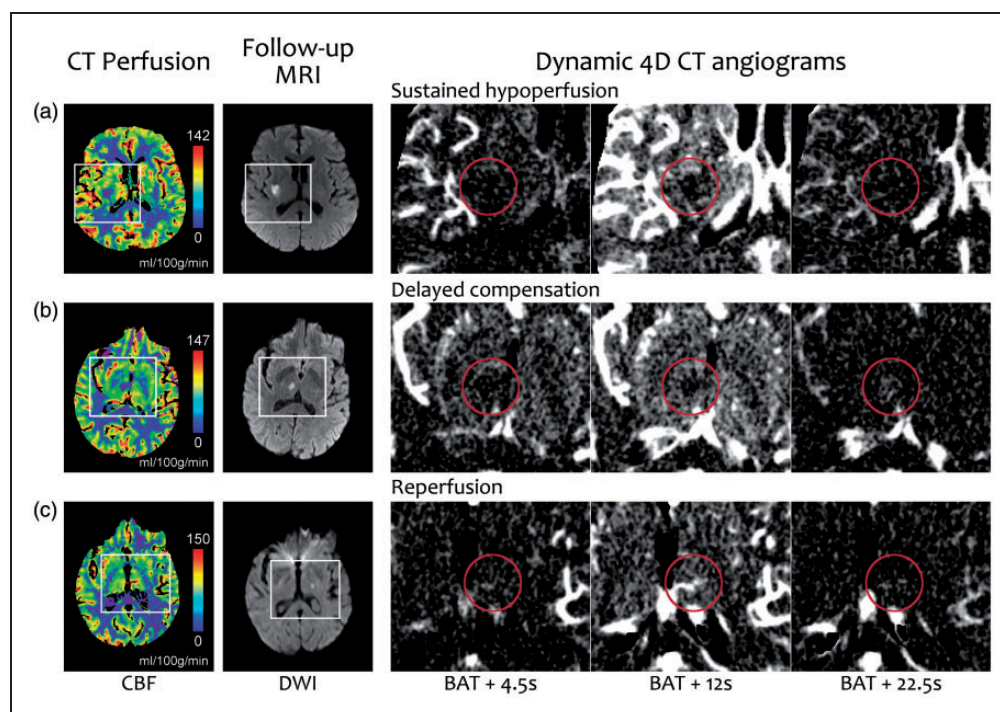 CT Perfusion
Follow-up
MRI
Dynamic 4D CT angiograms
Sustained hypoperfusion
(a)
142
0
ml/100g/min
Delayed compensation
(b)
147
0
ml/100g/min
Reperfusion
(c)
150
0
ml/100g/min
CBF
DWI
BAT + 4.5s
BAT + 12s
BAT + 22.5s